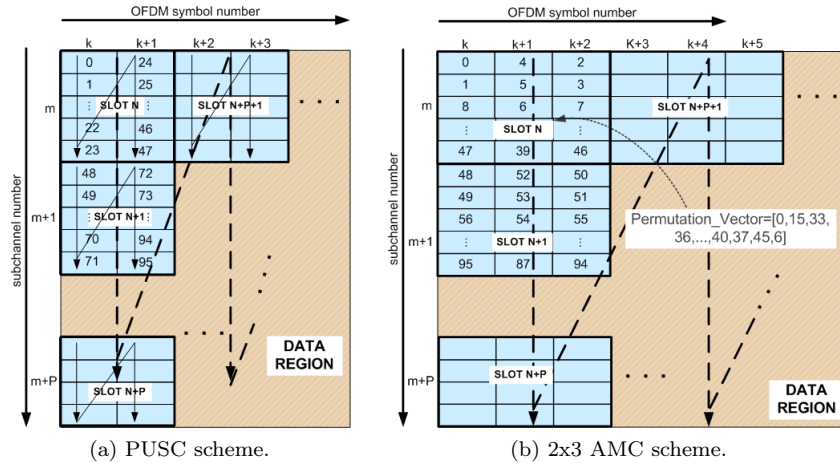 OFDM symbol number
k k+1 k+2 k+3
subchannel number
m
0 24
1 25
⋮ SLOT N ⋮
SLOT N+P+1
22 46
23 47
. . .
m+1
48 72
49 73
⋮ SLOT N+1 ⋮
70 94
71 95
. . .
. . .
m+P
SLOT N+P
DATA
REGION
(a) PUSC scheme.
OFDM symbol number
k k+1 k+2 K+3 k+4 k+5
subchannel number
m
0 4 2
1 5 3
8 6 7
SLOT N+P+1
⋮ SLOT N ⋮
47 39 46
. . .
m+1
48 52 50
49 53 51
56 54 55
⋮ SLOT N+1 ⋮
95 87 94
Permutation_Vector=[0,15,33,
36,...,40,37,45,6]
. . .
m+P
SLOT N+P
. . .
DATA
REGION
(b) 2x3 AMC scheme.